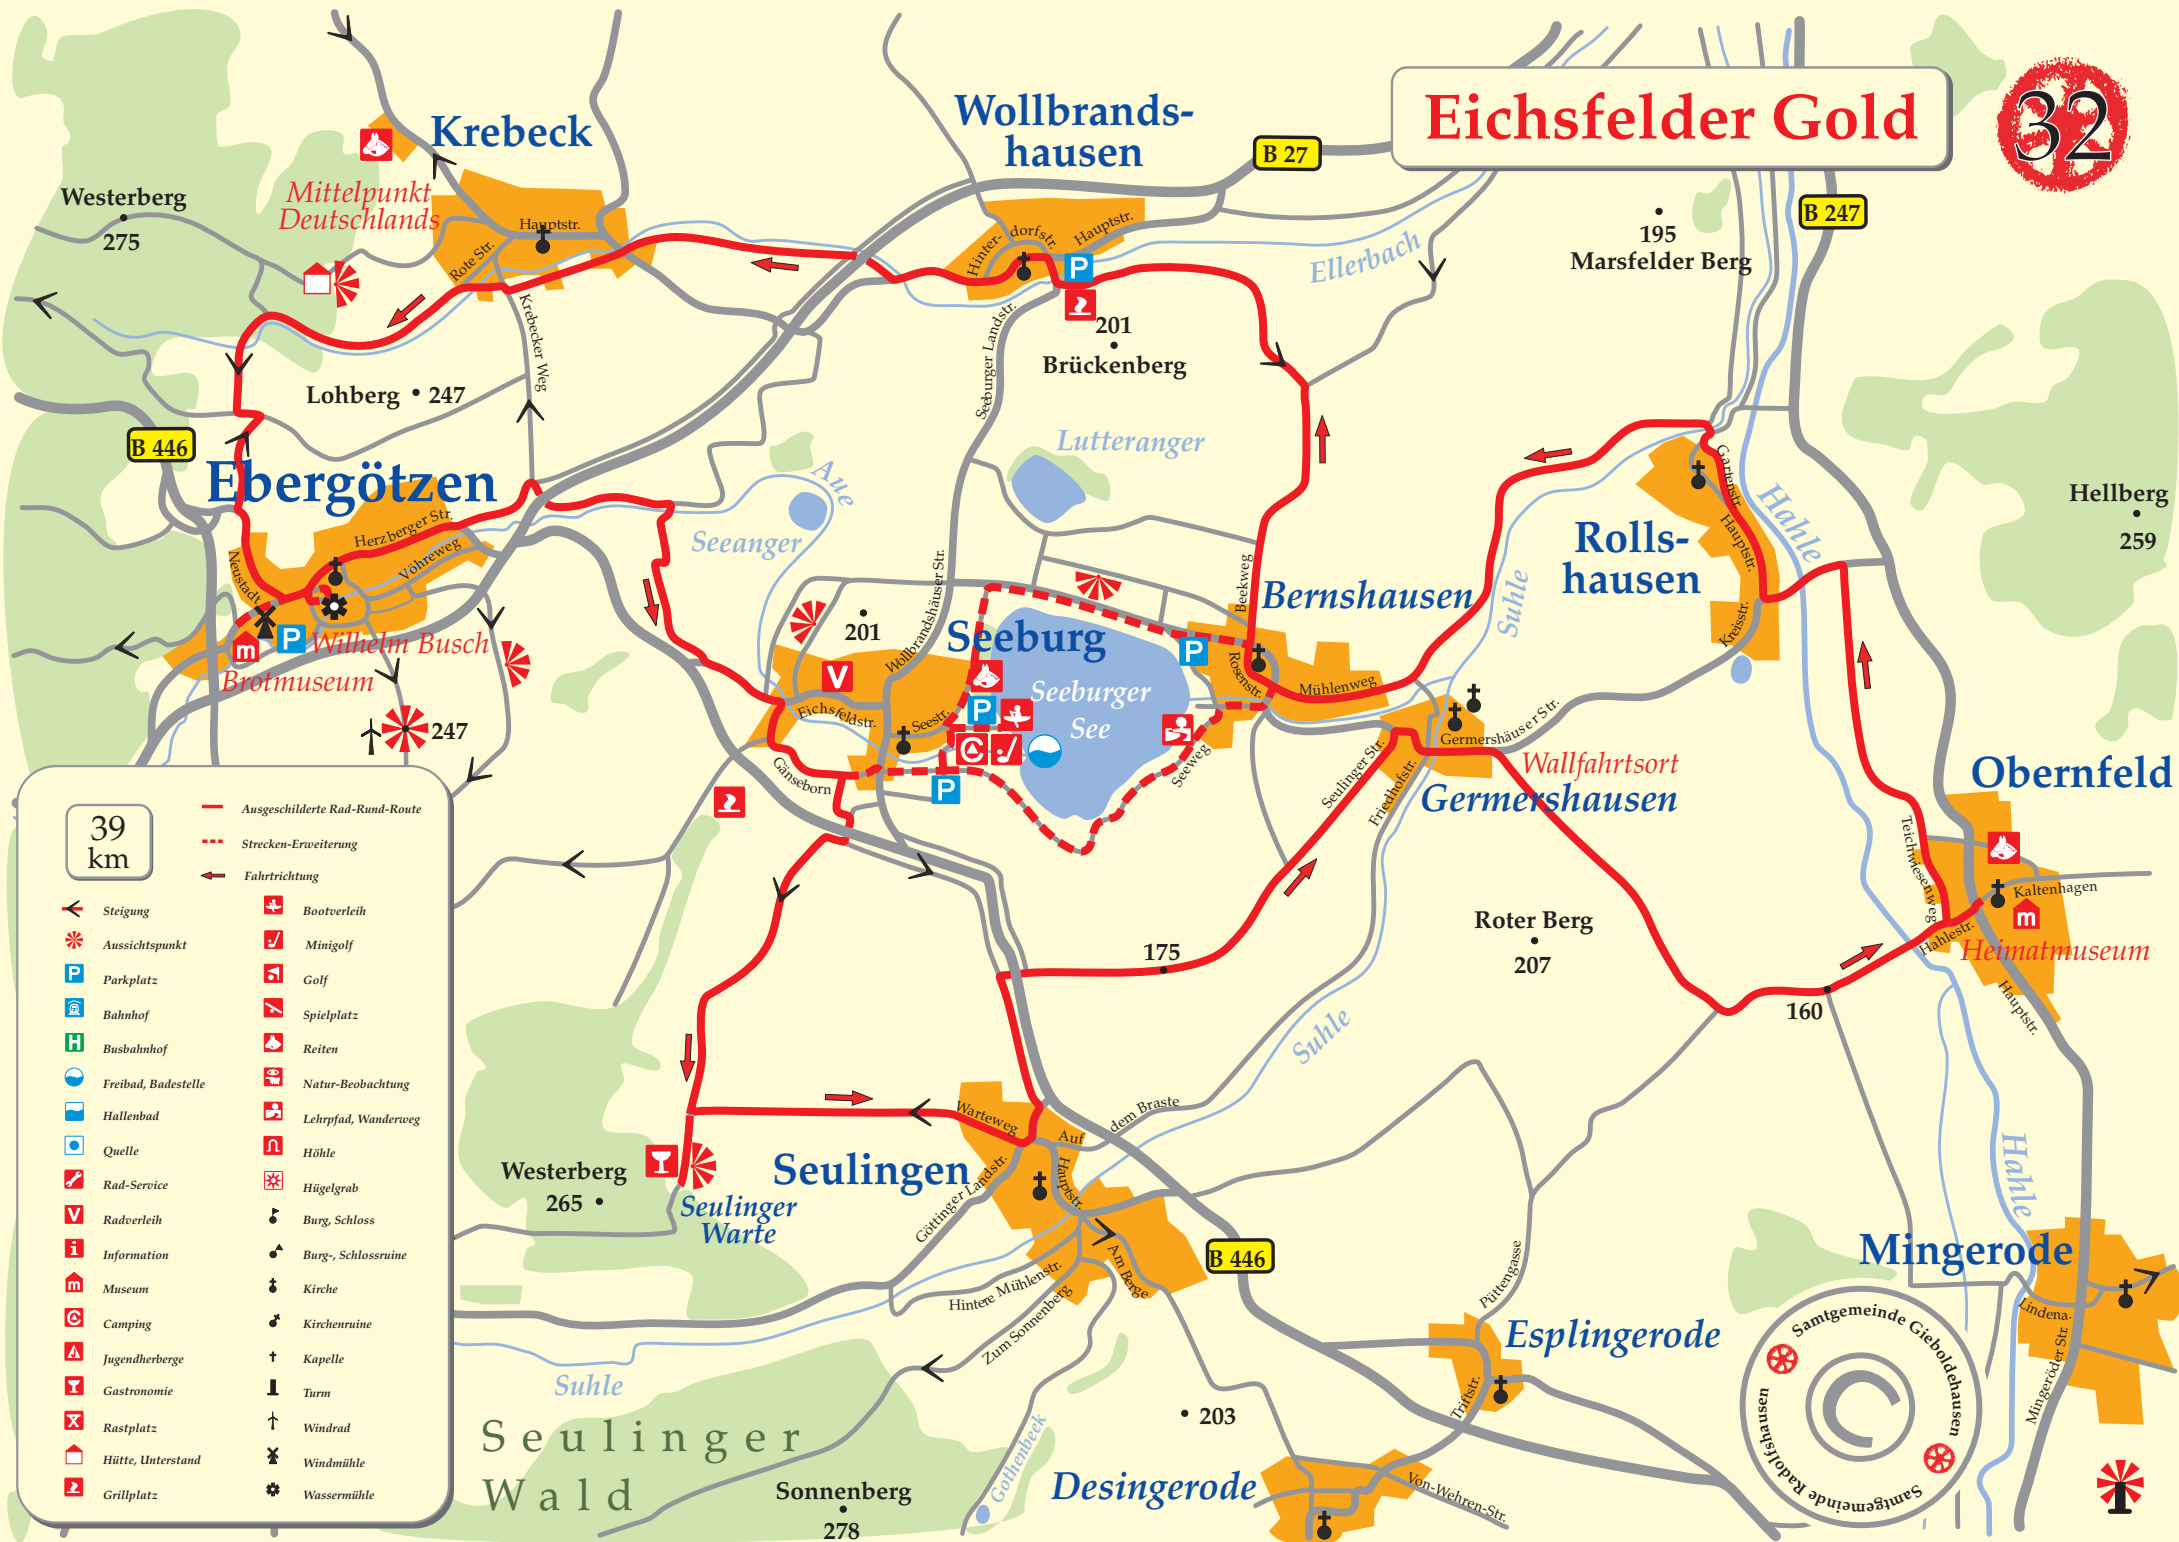 Eichsfelder Gold
32
Krebeck
Wollbrands-
hausen
B 27
B 247
Westerberg
275
Mittelpunkt
Deutschlands
Hauptstr.
Rote Str.
Krebecker Weg
Hinter-
dorfstr.
Hauptstr.
Ellerbach
195
Marsfelder Berg
P
Seeburger Landstr.
201
Brückenberg
Lohberg
247
B 446
Ebergötzen
Herzberger Str.
Vöhreweg
Neustadt
Aue
Seeanger
Lutteranger
Hellberg
259
Gartenstr.
Hauptstr.
Hahle
Rolls-
hausen
Kreisstr.
Suhle
Beekweg
Bernshausen
Wollbrandshäuser Str.
201
Seeburg
P
m
P
Wilhelm Busch
Brotmuseum
V
Eichsfeldstr.
Seestr.
P
Seeburger
See
Rosenstr.
Mühlenweg
247
Gänseborn
P
Seeweg
Seulinger Str.
Friedhofstr.
Germershäuser Str.
Wallfahrtsort
Germershausen
Obernfeld
Teichwiesenweg
Kaltenhagen
m
Hahlestr.
Heimatmuseum
Hauptstr.
39
km
Ausgeschilderte Rad-Rund-Route
Strecken-Erweiterung
Fahrtrichtung
Steigung
Bootverleih
Aussichtspunkt
Minigolf
P
Parkplatz
Golf
Bahnhof
Spielplatz
H
Busbahnhof
Reiten
Freibad, Badestelle
Natur-Beobachtung
Hallenbad
Lehrpfad, Wanderweg
Quelle
Höhle
Rad-Service
Hügelgrab
V
Radverleih
Burg, Schloss
i
Information
Burg-, Schlossruine
m
Museum
Kirche
C
Camping
Kirchenruine
Jugendherberge
Kapelle
Gastronomie
Turm
Rastplatz
Windrad
Hütte, Unterstand
Windmühle
Grillplatz
Wassermühle
175
Roter Berg
207
160
Suhle
Warteweg
Auf
dem Braste
Westerberg
265
Seulinger
Warte
Seulingen
Göttinger Landstr.
Hauptstr.
Am Berge
B 446
Hintere Mühlenstr.
Zum Sonnenberg
Püttengasse
Hahle
Mingerode
Lindena.
Mingeröder Str.
Esplingerode
Triftstr.
Suhle
Seulinger
Wald
Gothenbeek
203
Sonnenberg
278
Desingerode
Von-Wehren-Str.
Samtgemeinde Gieboldehausen
Samtgemeinde Radolfshausen